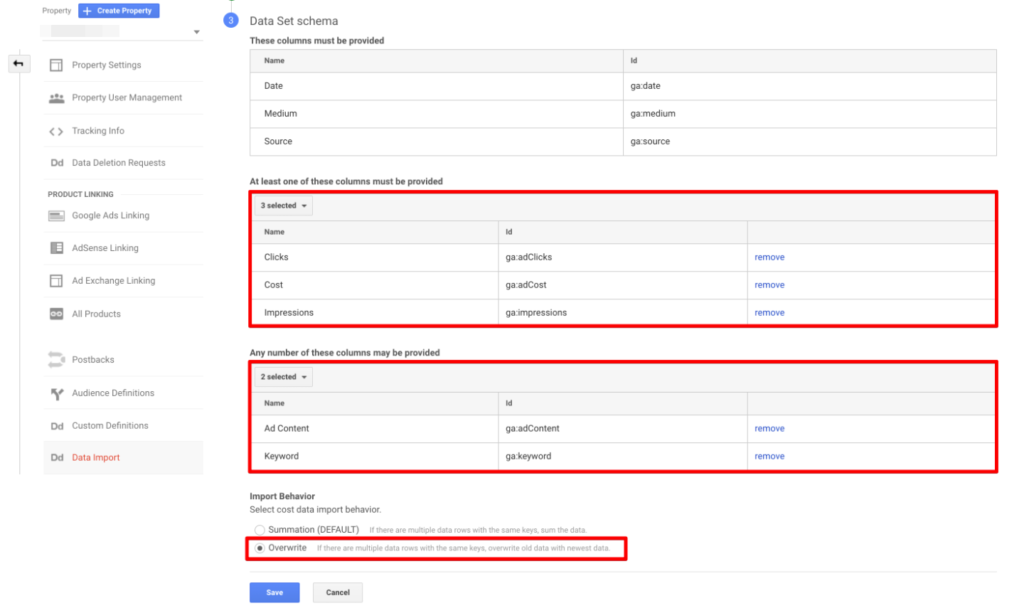 Property + Create Property
Property Settings
Property User Management
<> Tracking Info
Dd Data Deletion Requests
PRODUCT LINKING
Google Ads Linking
AdSense Linking
Ad Exchange Linking
All Products
Postbacks
Audience Definitions
Dd Custom Definitions
Dd Data Import
3 Data Set schema
These columns must be provided
Name Id
Date ga:date
Medium ga:medium
Source ga:source
At least one of these columns must be provided
3 selected
Name Id
Clicks ga:adClicks remove
Cost ga:adCost remove
Impressions ga:impressions remove
Any number of these columns may be provided
2 selected
Name Id
Ad Content ga:adContent remove
Keyword ga:keyword remove
Import Behavior
Select cost data import behavior.
Summation (DEFAULT) If there are multiple data rows with the same keys, sum the data.
Overwrite If there are multiple data rows with the same keys, overwrite old data with newest data.
Save Cancel